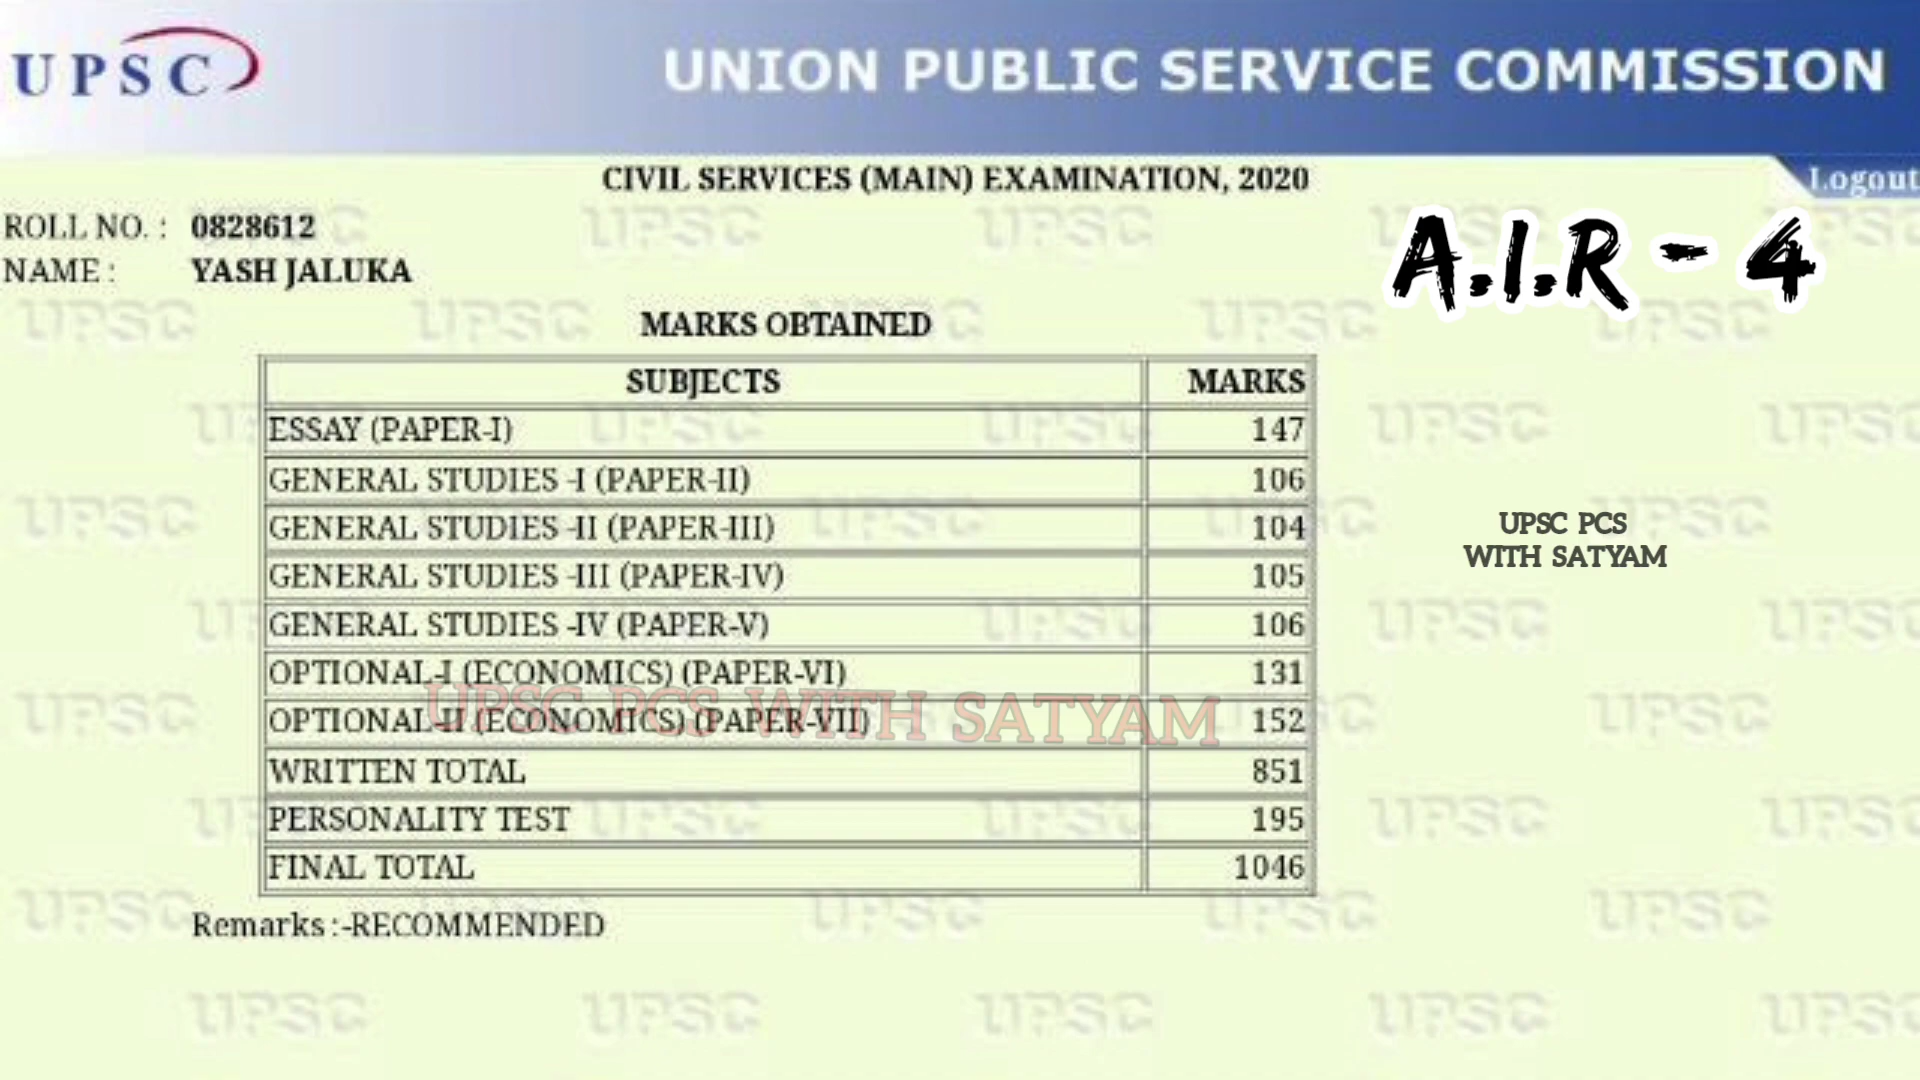 UPSC
UNION PUBLIC SERVICE COMMISSION
Logout
CIVIL SERVICES (MAIN) EXAMINATION, 2020
ROLL NO. : 0828612
NAME : YASH JALUKA
A.I.R - 4
MARKS OBTAINED
SUBJECTS MARKS
ESSAY (PAPER-I) 147
GENERAL STUDIES -I (PAPER-II) 106
GENERAL STUDIES -II (PAPER-III) 104
GENERAL STUDIES -III (PAPER-IV) 105
GENERAL STUDIES -IV (PAPER-V) 106
OPTIONAL-I (ECONOMICS) (PAPER-VI) 131
OPTIONAL-II (ECONOMICS) (PAPER-VII) 152
WRITTEN TOTAL 851
PERSONALITY TEST 195
FINAL TOTAL 1046
Remarks :-RECOMMENDED
UPSC PCS
WITH SATYAM
UPSC PCS WITH SATYAM